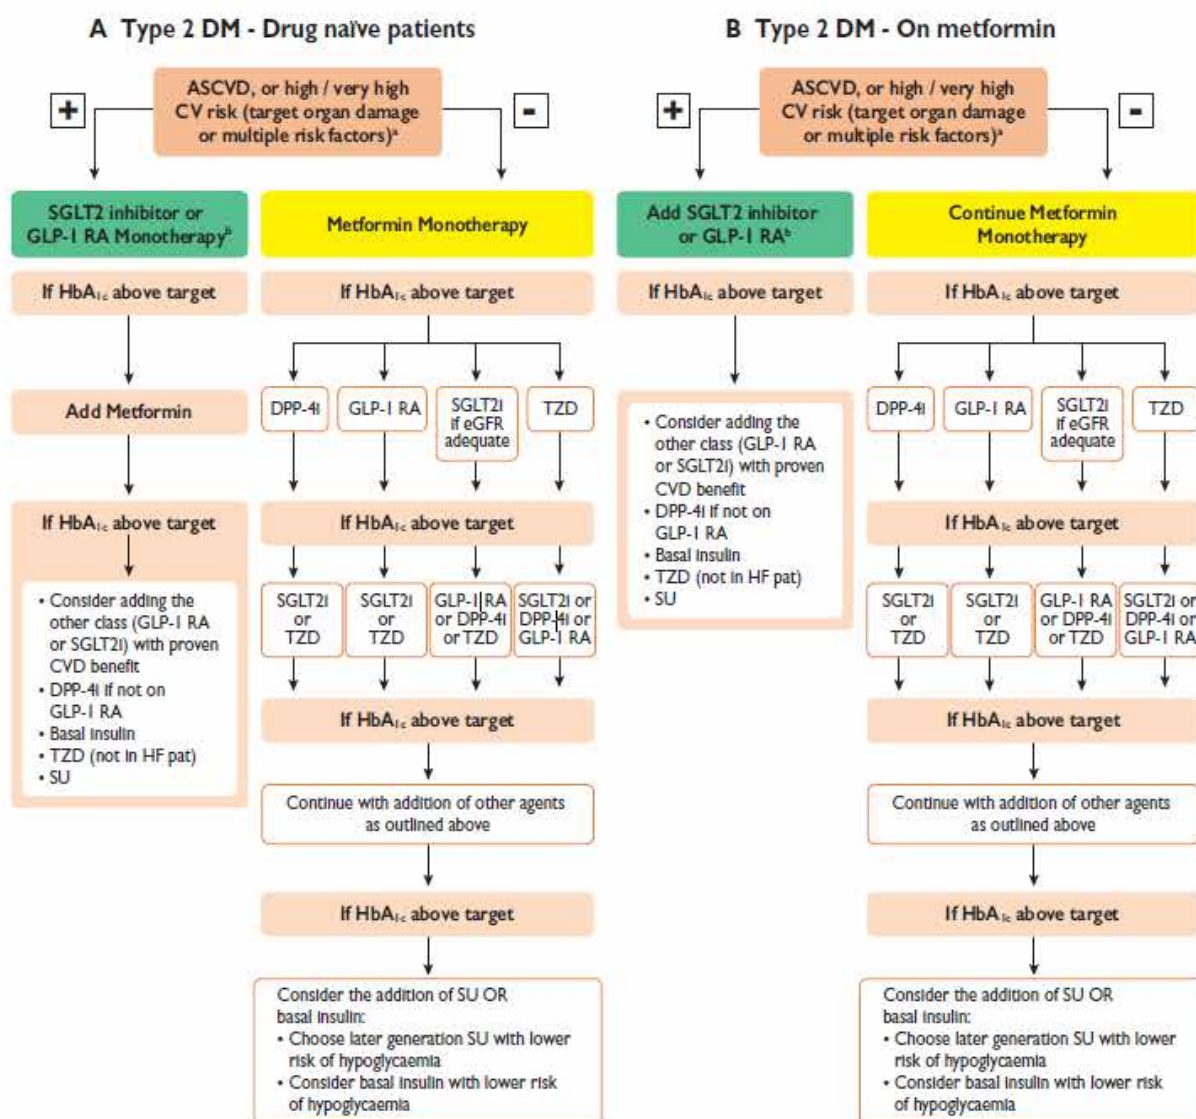 A Type 2 DM - Drug naïve patients
+
ASCVD, or high / very high
CV risk (target organ damage
or multiple risk factors)ᵃ
-
SGLT2 inhibitor or
GLP-1 RA Monotherapyᵇ
Metformin Monotherapy
If HbA₁c above target
If HbA₁c above target
Add Metformin
DPP-4i
GLP-1 RA
SGLT2i
if eGFR
adequate
TZD
If HbA₁c above target
If HbA₁c above target
• Consider adding the
other class (GLP-1 RA
or SGLT2i) with proven
CVD benefit
• DPP-4i if not on
GLP-1 RA
• Basal insulin
• TZD (not in HF pat)
• SU
SGLT2i
or
TZD
SGLT2i
or
TZD
GLP-1 RA
or DPP-4i
or TZD
SGLT2i or
DPP-4i or
GLP-1 RA
If HbA₁c above target
Continue with addition of other agents
as outlined above
If HbA₁c above target
Consider the addition of SU OR
basal insulin:
• Choose later generation SU with lower
risk of hypoglycaemia
• Consider basal insulin with lower risk
of hypoglycaemia
B Type 2 DM - On metformin
+
ASCVD, or high / very high
CV risk (target organ damage
or multiple risk factors)ᵃ
-
Add SGLT2 inhibitor
or GLP-1 RAᵇ
Continue Metformin
Monotherapy
If HbA₁c above target
If HbA₁c above target
• Consider adding the
other class (GLP-1 RA
or SGLT2i) with proven
CVD benefit
• DPP-4i if not on
GLP-1 RA
• Basal insulin
• TZD (not in HF pat)
• SU
DPP-4i
GLP-1 RA
SGLT2i
if eGFR
adequate
TZD
If HbA₁c above target
SGLT2i
or
TZD
SGLT2i
or
TZD
GLP-1 RA
or DPP-4i
or TZD
SGLT2i or
DPP-4i or
GLP-1 RA
If HbA₁c above target
Continue with addition of other agents
as outlined above
If HbA₁c above target
Consider the addition of SU OR
basal insulin:
• Choose later generation SU with lower
risk of hypoglycaemia
• Consider basal insulin with lower risk
of hypoglycaemia